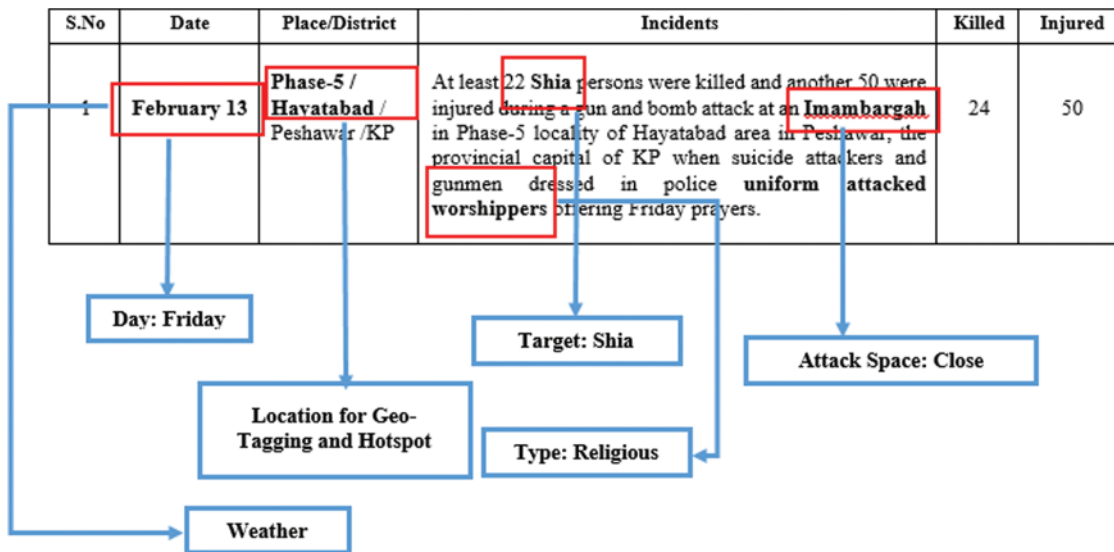 S.No Date Place/District Incidents Killed Injured
1 February 13 Phase-5 / Hayatabad / Peshawar /KP
At least 22 Shia persons were killed and another 50 were
injured during a gun and bomb attack at an Imambargah
in Phase-5 locality of Hayatabad area in Peshawar, the
provincial capital of KP when suicide attackers and
gunmen dressed in police uniform attacked
worshippers offering Friday prayers.
24 50
Day: Friday
Target: Shia
Attack Space: Close
Location for Geo-
Tagging and Hotspot
Type: Religious
Weather